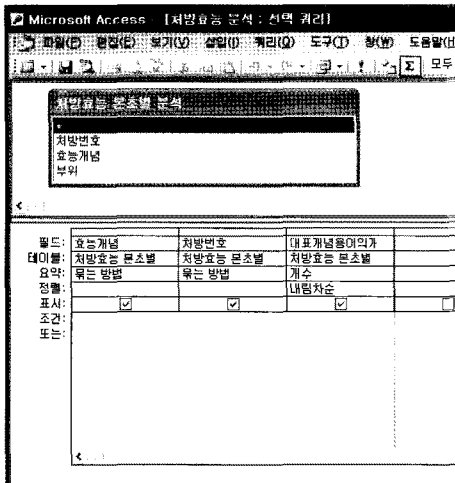 Microsoft Access - [처방효능 분석 : 선택 쿼리]
파일(F) 편집(E) 보기(V) 삽입(I) 쿼리(Q) 도구(T) 창(W) 도움말(H
Σ 모두
처방효능 본초별 분석
*
처방번호
효능개념
부위
필드: 효능개념 처방번호 대표개념용어의가
테이블: 처방효능 본초별 처방효능 본초별 처방효능 본초별
요약: 묶는 방법 묶는 방법 개수
정렬: 내림차순
표시:
조건:
또는: